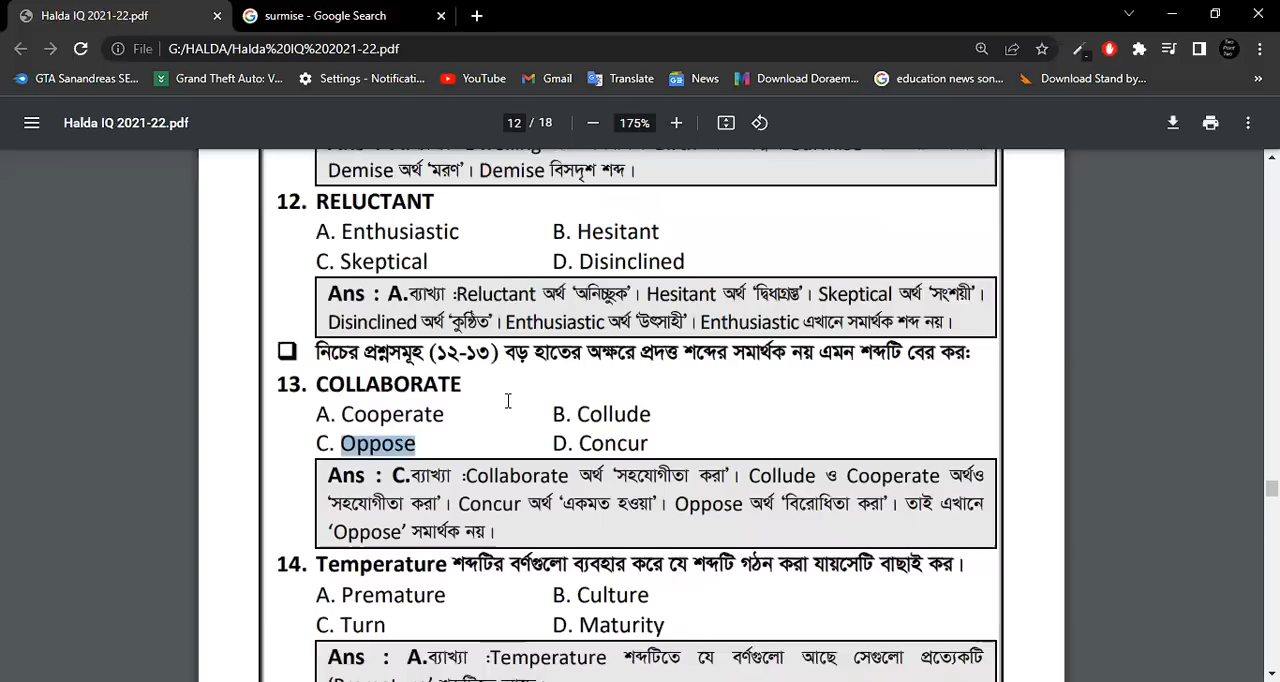 Halda IQ 2021-22.pdf
surmise - Google Search
File
G:/HALDA/Halda%20IQ%202021-22.pdf
Two Point Two
GTA Sanandreas SE...
Grand Theft Auto: V...
Settings - Notificati...
YouTube
Gmail
Translate
News
Download Doraem...
education news son...
Download Stand by...
»
Halda IQ 2021-22.pdf
12 / 18
175%
Demise অর্থ ‘মরণ’। Demise বিসদৃশ শব্দ।
12. RELUCTANT
A. Enthusiastic B. Hesitant
C. Skeptical D. Disinclined
Ans : A.ব্যাখ্যা :Reluctant অর্থ ‘অনিচ্ছুক’। Hesitant অর্থ ‘দ্বিধাগ্রস্ত’। Skeptical অর্থ ‘সংশয়ী’।
Disinclined অর্থ ‘কুণ্ঠিত’। Enthusiastic অর্থ ‘উৎসাহী’। Enthusiastic এখানে সমার্থক শব্দ নয়।
নিচের প্রশ্নসমূহ (১২-১৩) বড় হাতের অক্ষরে প্রদত্ত শব্দের সমার্থক নয় এমন শব্দটি বের কর:
13. COLLABORATE
A. Cooperate B. Collude
C. Oppose D. Concur
Ans : C.ব্যাখ্যা :Collaborate অর্থ ‘সহযোগীতা করা’। Collude ও Cooperate অর্থও
‘সহযোগীতা করা’। Concur অর্থ ‘একমত হওয়া’। Oppose অর্থ ‘বিরোধিতা করা’। তাই এখানে
‘Oppose’ সমার্থক নয়।
14. Temperature শব্দটির বর্ণগুলো ব্যবহার করে যে শব্দটি গঠন করা যায়সেটি বাছাই কর।
A. Premature B. Culture
C. Turn D. Maturity
Ans : A.ব্যাখ্যা :Temperature শব্দটিতে যে বর্ণগুলো আছে সেগুলো প্রত্যেকটি